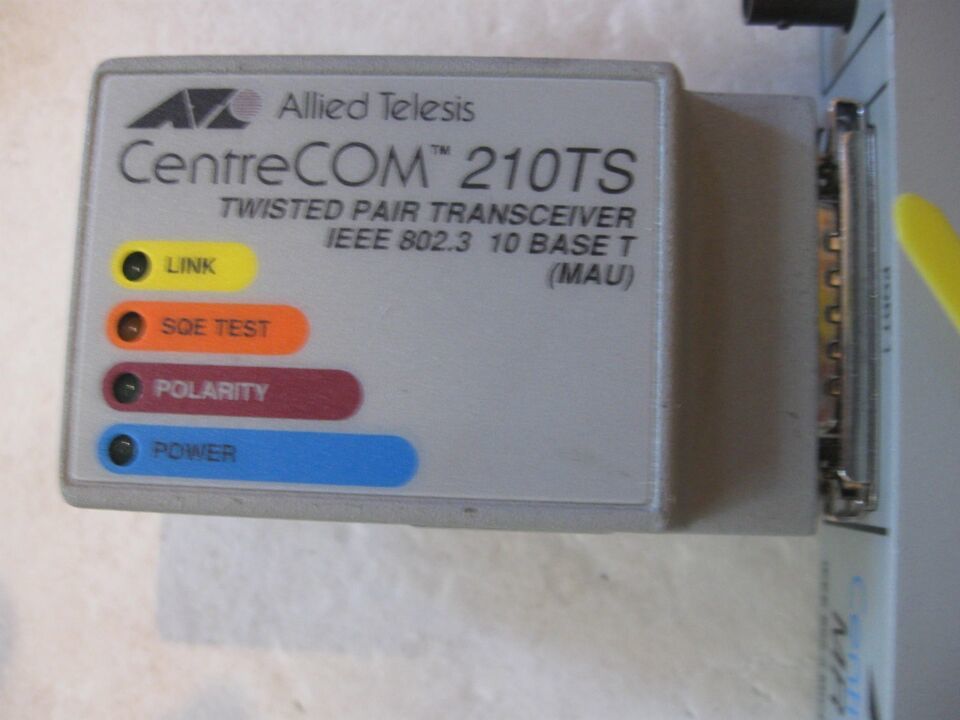 Allied Telesis
CentreCOM™ 210TS
TWISTED PAIR TRANSCEIVER
IEEE 802.3 10 BASE T
(MAU)
LINK
SQE TEST
POLARITY
POWER